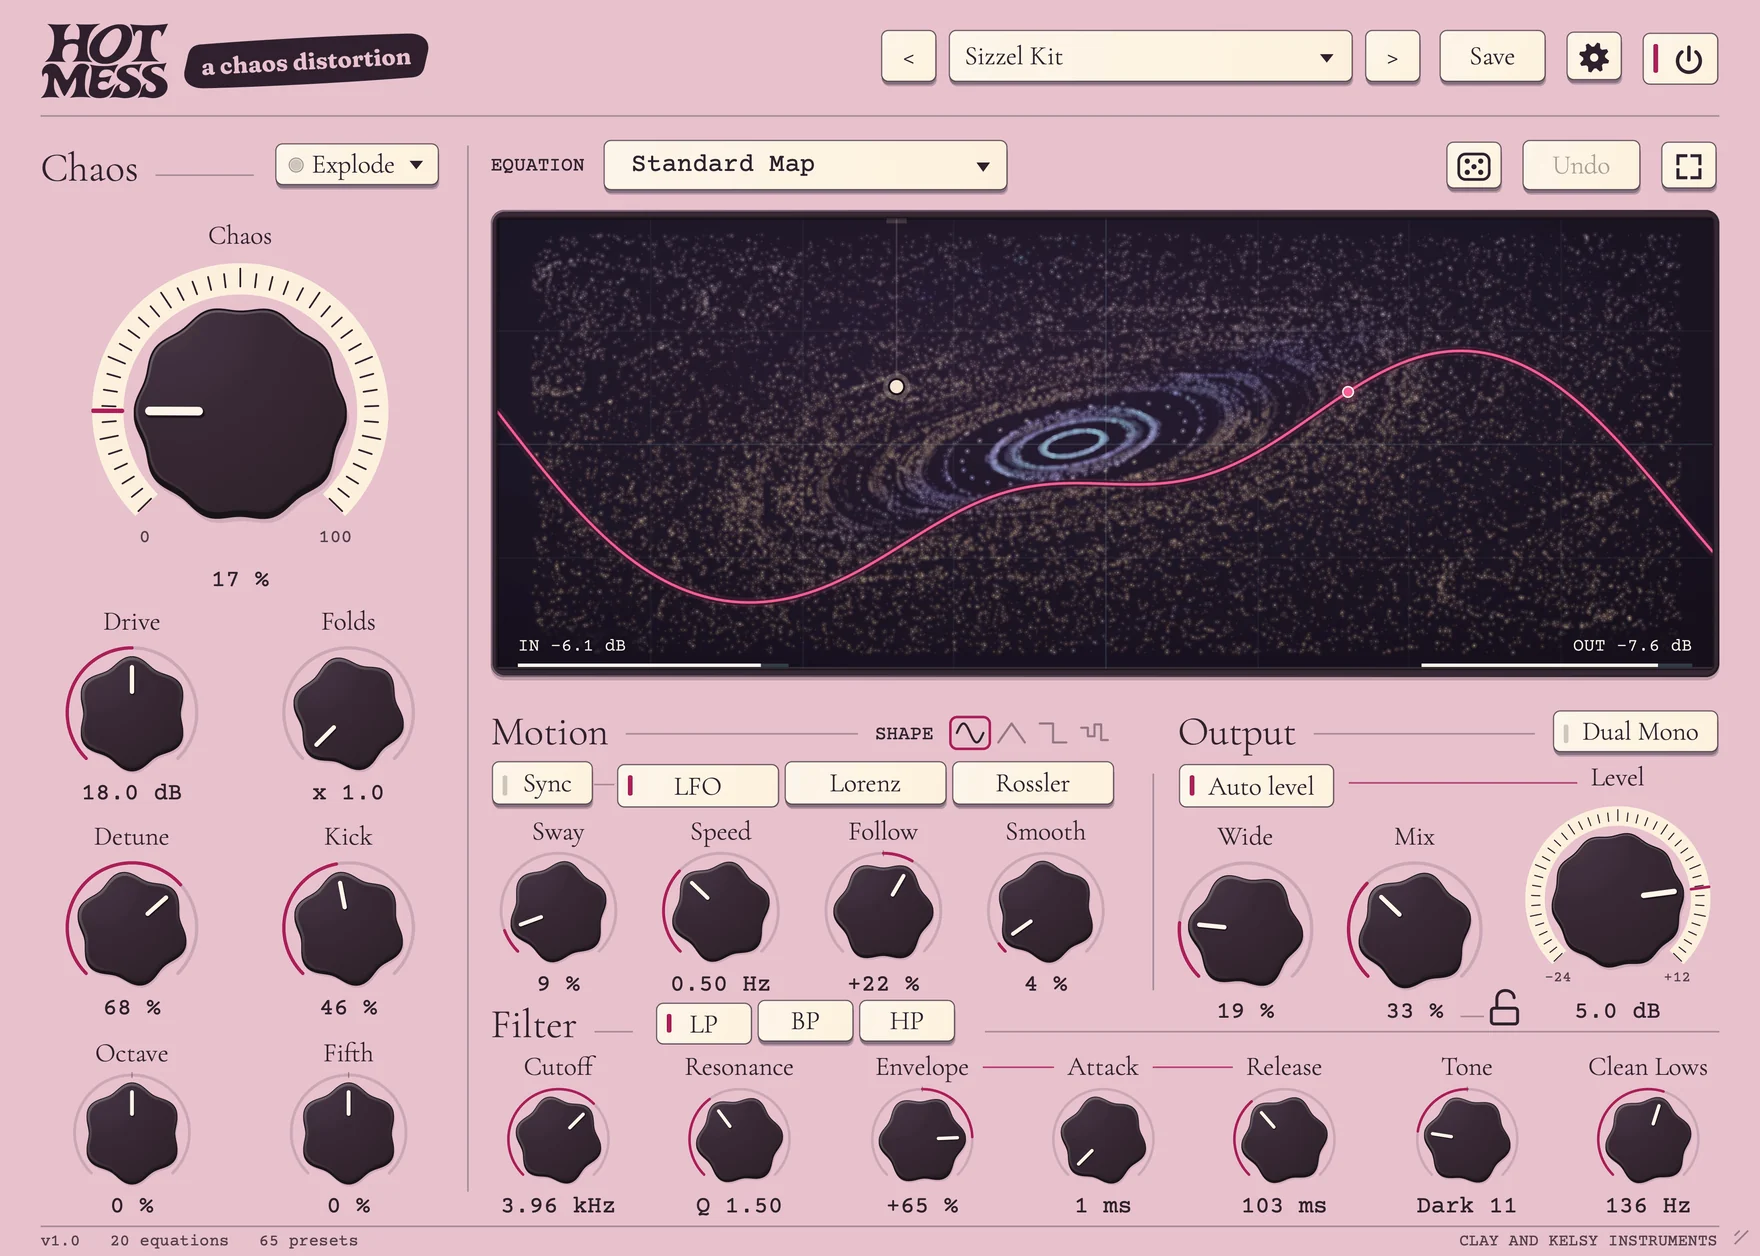 HOT
MESS
a chaos distortion
<
Sizzel Kit
>
Save
Chaos
Explode
EQUATION
Standard Map
Undo
Chaos
0
100
17 %
IN -6.1 dB
OUT -7.6 dB
Drive
Folds
18.0 dB
x 1.0
Detune
Kick
68 %
46 %
Octave
Fifth
0 %
0 %
Motion
SHAPE
Sync
LFO
Lorenz
Rossler
Sway
Speed
Follow
Smooth
9 %
0.50 Hz
+22 %
4 %
Output
Dual Mono
Auto level
Level
Wide
Mix
-24
+12
19 %
33 %
5.0 dB
Filter
LP
BP
HP
Cutoff
Resonance
Envelope
Attack
Release
Tone
Clean Lows
3.96 kHz
Q 1.50
+65 %
1 ms
103 ms
Dark 11
136 Hz
v1.0
20 equations
65 presets
CLAY AND KELSY INSTRUMENTS